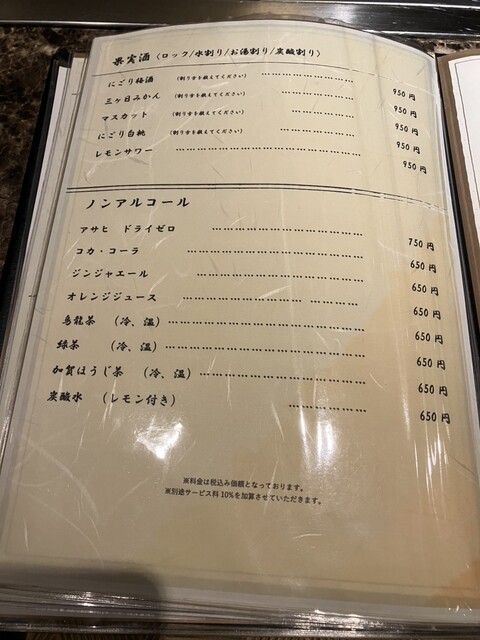 果実酒〈ロック/水割り/お湯割り/炭酸割り〉
にごり梅酒 (割り方を教えてください) ………………………… 950円
三ケ日みかん (割り方を教えてください) ………………………… 950円
マスカット (割り方を教えてください) ………………………… 950円
にごり白桃 (割り方を教えてください) ………………………… 950円
レモンサワー ………………………………………… 950円
ノンアルコール
アサヒ ドライゼロ ………………………………… 750円
コカ・コーラ ………………………………………… 650円
ジンジャエール ……………………………………… 650円
オレンジジュース ………………………… ………… 650円
烏龍茶 (冷、温) ………………………………………… 650円
緑茶 (冷、温) ………………………………………… 650円
加賀ほうじ茶 (冷、温) ………………………………… 650円
炭酸水 (レモン付き) ………………… 650円
※料金は税込み価額となっております。
※別途サービス料10%を加算させていただきます。